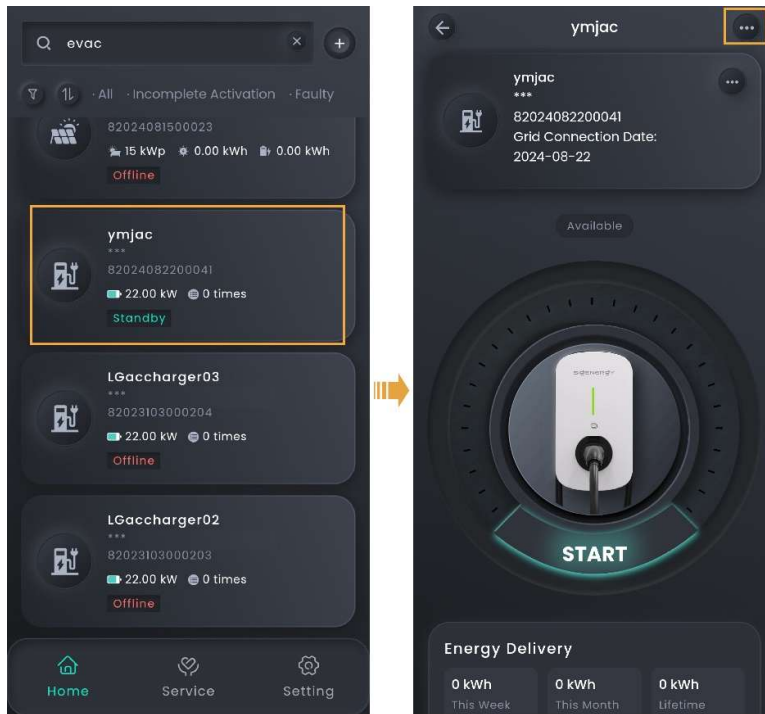 evac
All · Incomplete Activation · Faulty
82024081500023
15 kWp 0.00 kWh 0.00 kWh
Offline
ymjac
***
82024082200041
22.00 kW 0 times
Standby
LGaccharger03
***
82023103000204
22.00 kW 0 times
Offline
LGaccharger02
***
82023103000203
22.00 kW 0 times
Offline
Home Service Setting
ymjac
ymjac
***
82024082200041
Grid Connection Date:
2024-08-22
Available
SIGENERGY
START
Energy Delivery
0 kWh 0 kWh 0 kWh
This Week This Month Lifetime